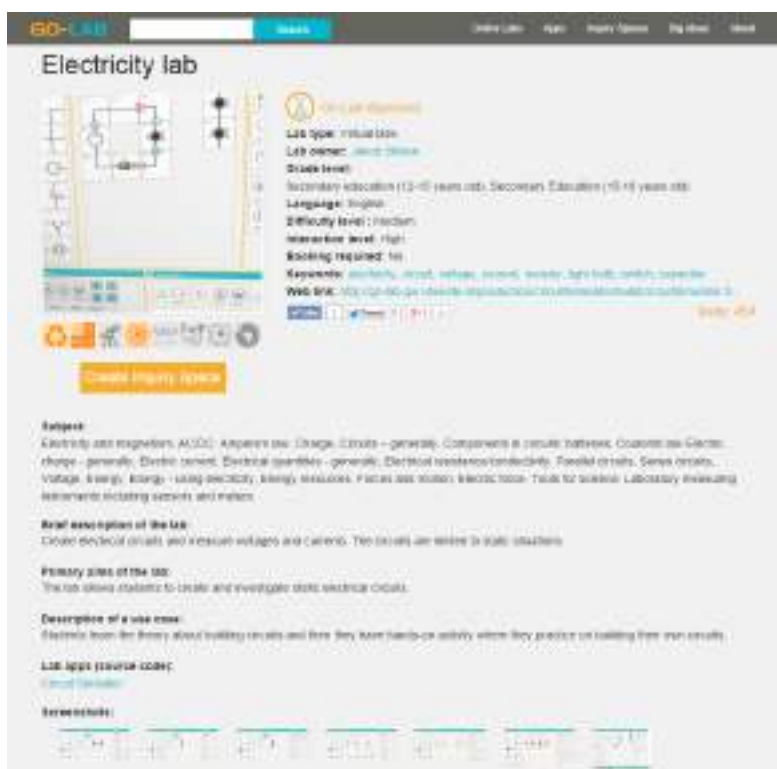 GO-LAB
Search
Online Labs Apps Inquiry Spaces Big Ideas About
Electricity lab
Lab type: Virtual labs
Lab owner:
Grade level:
Secondary education (12-15 years old), Secondary Education (15-18 years old)
Language: English
Difficulty level: medium
Interaction level: High
Booking required: No
Keywords: electricity, circuit, voltage, current, resistor, light bulb, switch, capacitor
Web link:
Create Inquiry Space
Subject:
Electricity and magnetism, AC/DC, Ampere's law, Charge, Circuits – generally, Components in circuits: batteries, Coulomb law, Electric
charge - generally, Electric current, Electrical quantities - generally, Electrical resistance/conductivity, Parallel circuits, Series circuits,
Voltage, Energy, Energy - using electricity, Energy resources, Forces and motion, Electric force, Tools for science, Laboratory measuring
instruments including sensors and meters
Brief description of the lab:
Create electrical circuits and measure voltages and currents. The circuits are limited to static situations.
Primary aims of the lab:
The lab allows students to create and investigate static electrical circuits.
Description of a use case:
Students learn the theory about building circuits and then they have hands-on activity where they practice on building their own circuits.
Lab apps (source code):
Circuit Simulator
Screenshots: